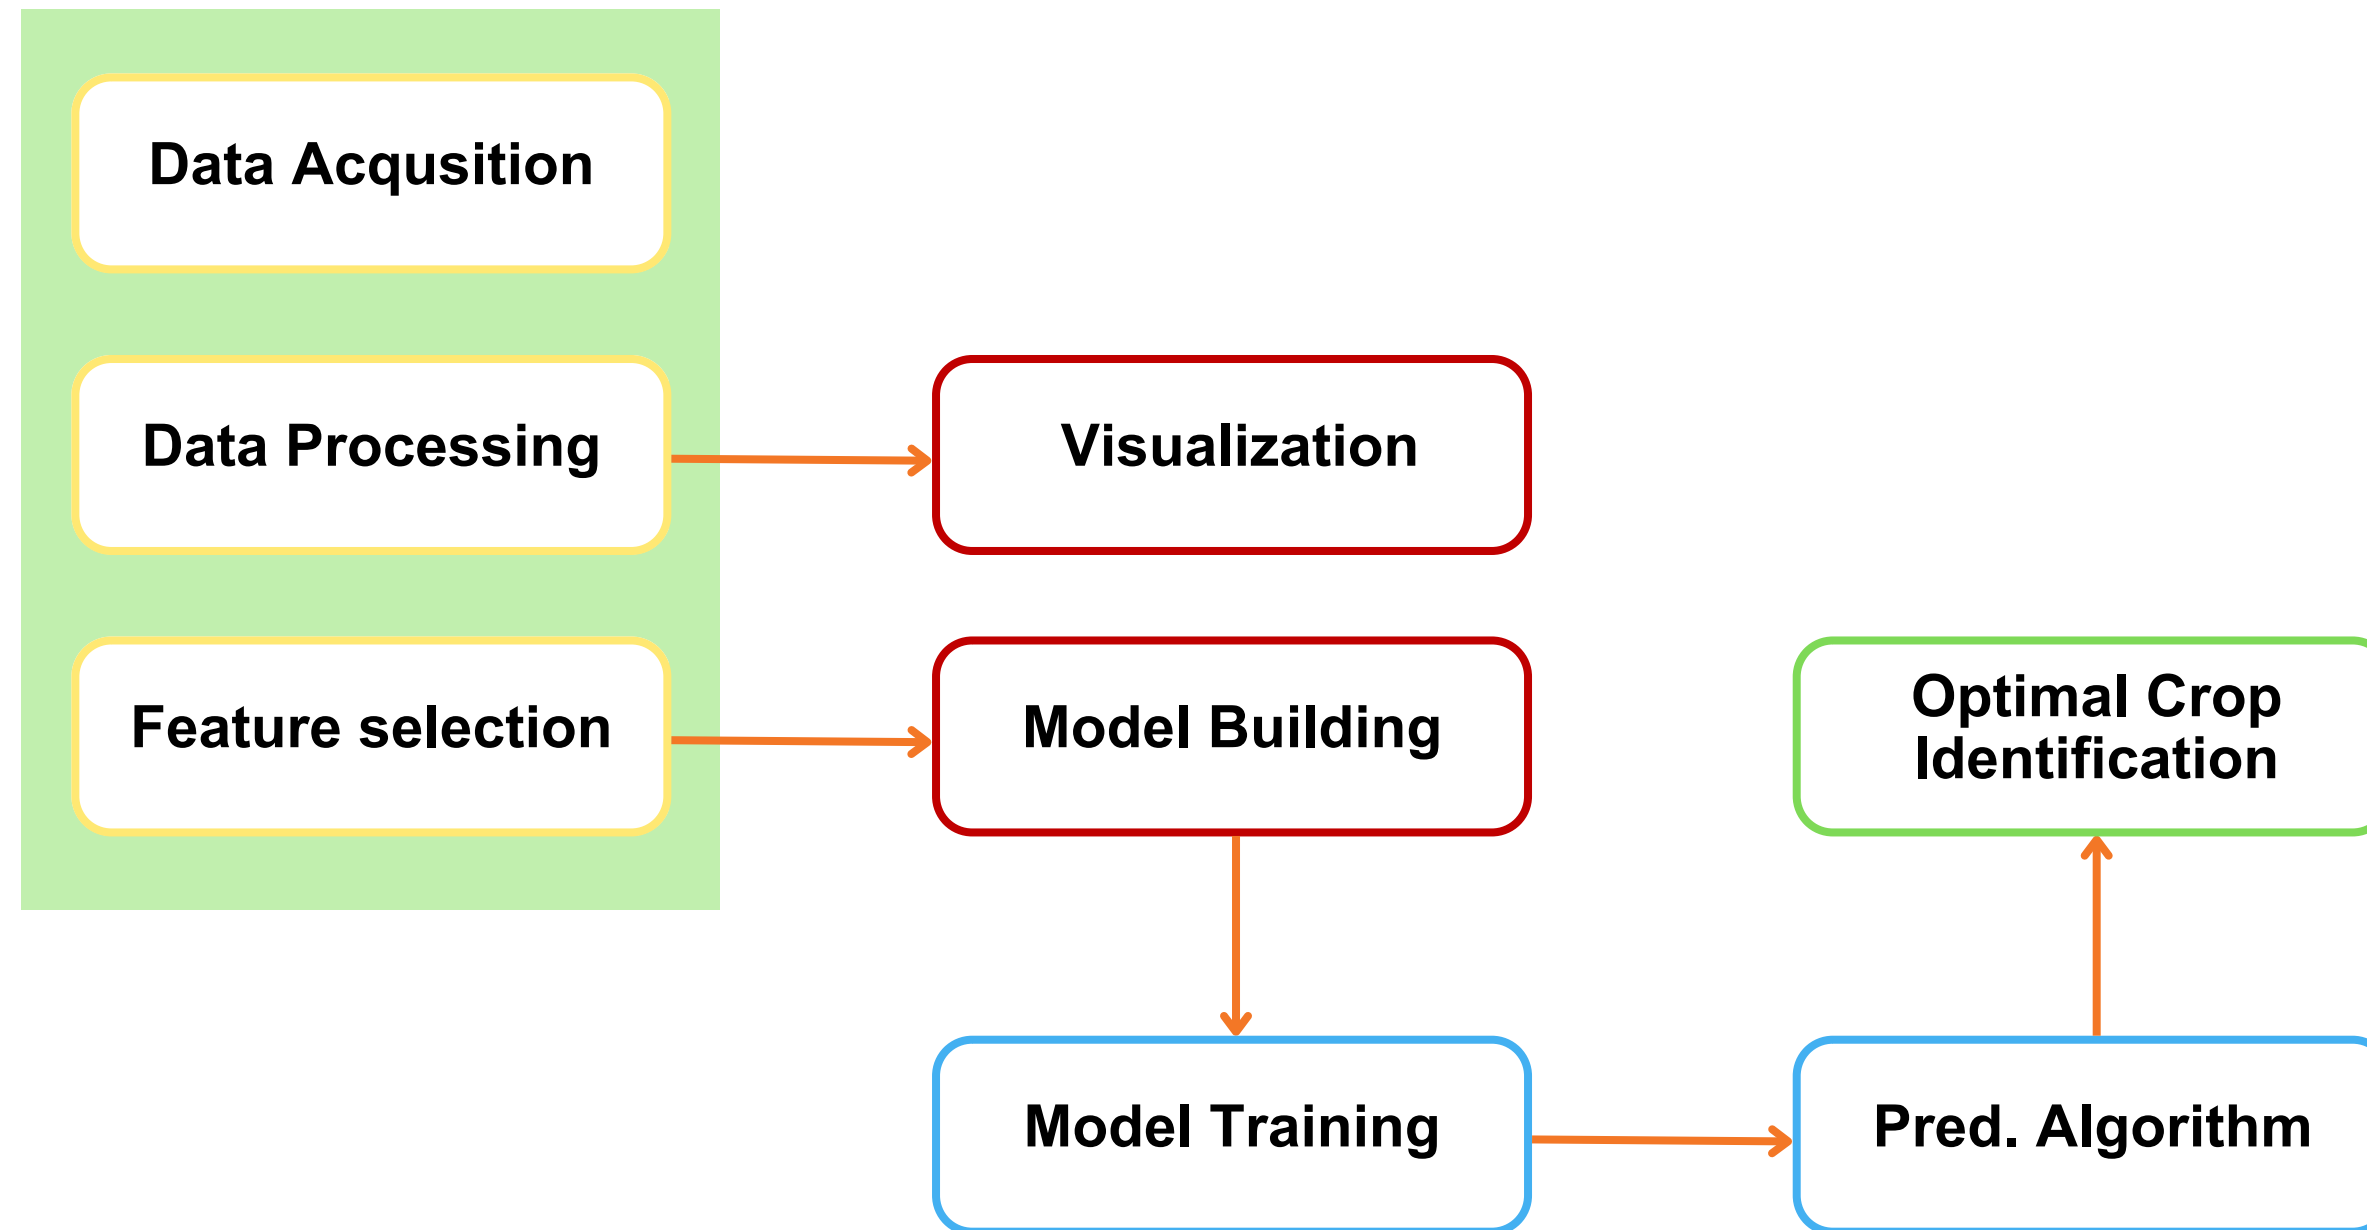 Data Acqusition
Data Processing
Visualization
Feature selection
Model Building
Optimal Crop
Identification
Model Training
Pred. Algorithm